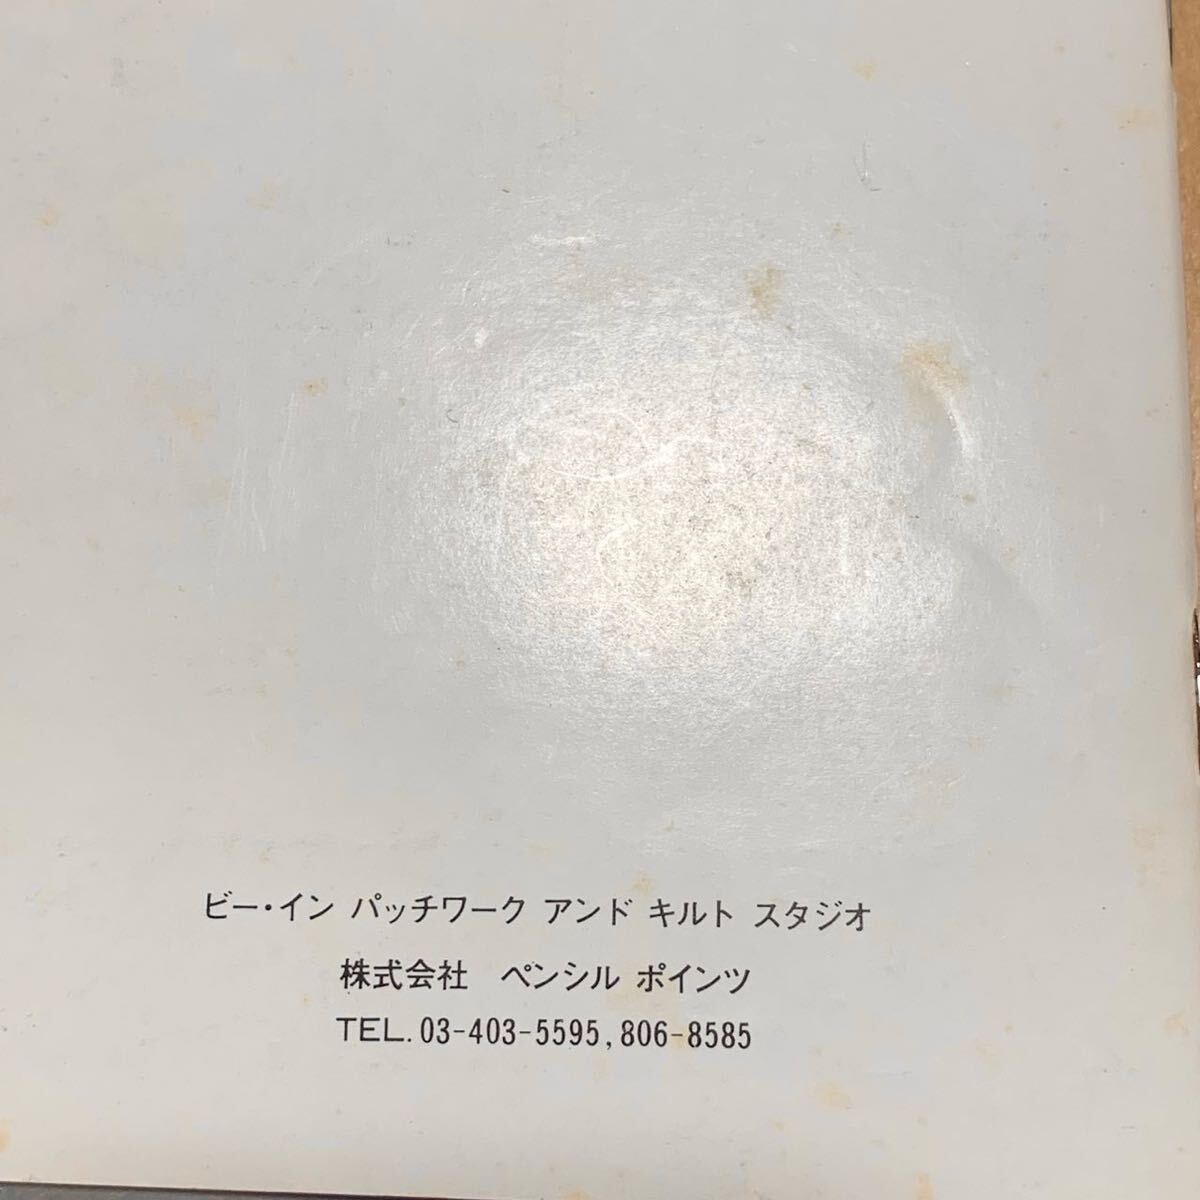 ビー・イン パッチワーク アンド キルト スタジオ
株式会社　ペンシル ポインツ
TEL. 03-403-5595, 806-8585